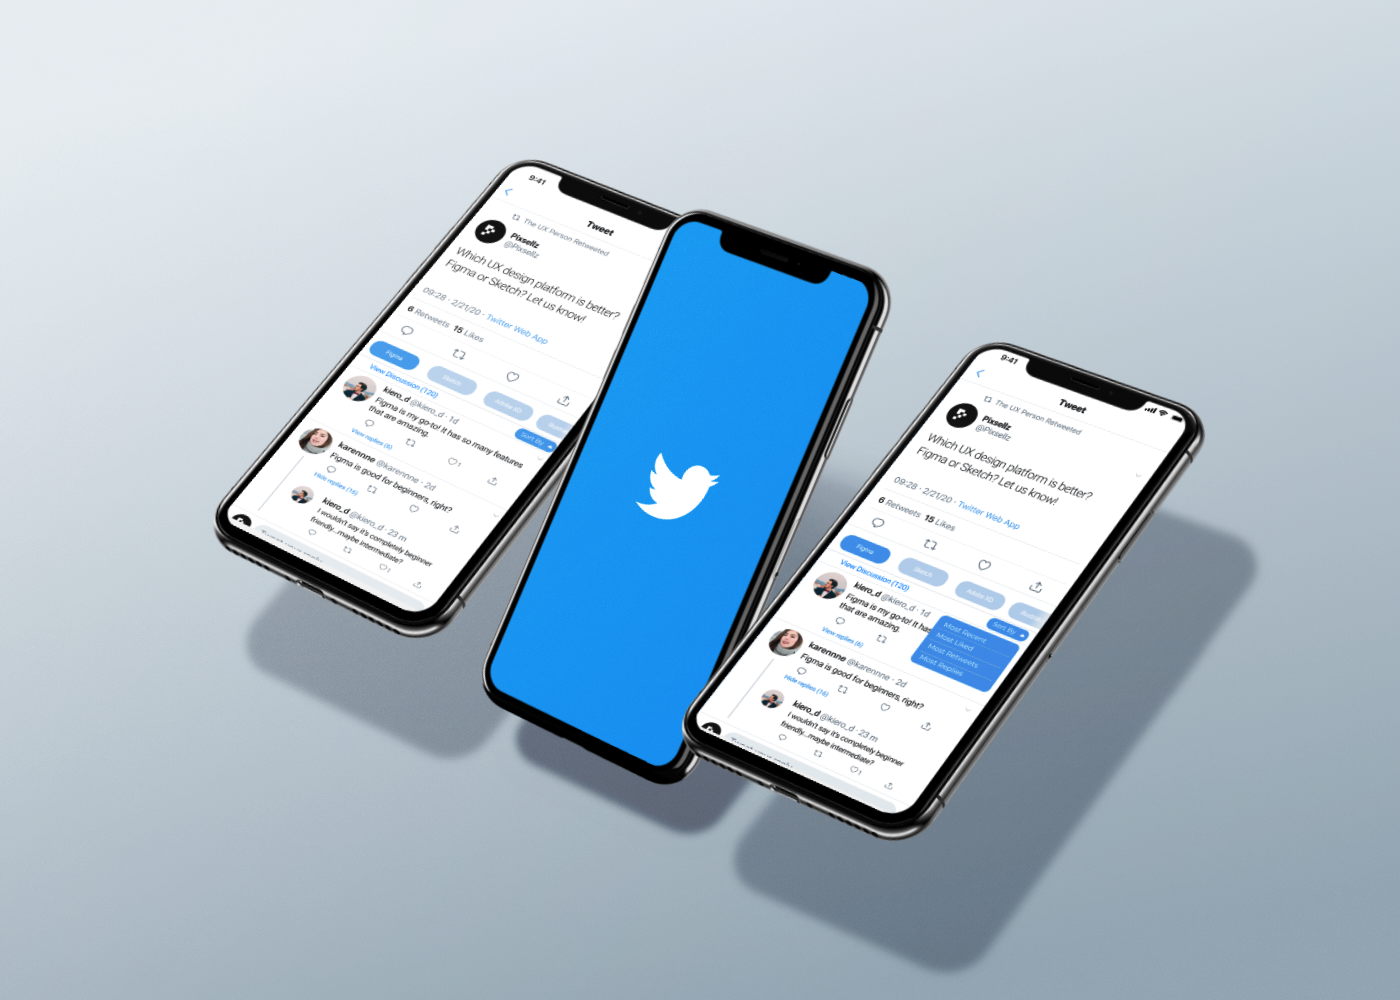 9:41
Tweet
The UX Person Retweeted
Pixsellz
@Pixsellz
Which UX design platform is better?
Figma or Sketch? Let us know!
09:28 · 2/21/20 · Twitter Web App
6 Retweets 15 Likes
Figma
Sketch
Adobe XD
View Discussion (120)
Sort By
kiero_d @kiero_d · 1d
Figma is my go-to! It has so many features
that are amazing.
1
View replies (5)
karennne @karennne · 2d
Figma is good for beginners, right?
Hide replies (16)
kiero_d @kiero_d · 23 m
I wouldn't say it's completely beginner
friendly...maybe intermediate?
1
9:41
Tweet
The UX Person Retweeted
Pixsellz
@Pixsellz
Which UX design platform is better?
Figma or Sketch? Let us know!
09:28 · 2/21/20 · Twitter Web App
6 Retweets 15 Likes
Figma
Sketch
Adobe XD
View Discussion (120)
Sort By
Most Recent
Most Liked
Most Retweets
Most Replies
kiero_d @kiero_d · 1d
Figma is my go-to! It has
that are amazing.
View replies (5)
karennne @karennne · 2d
Figma is good for beginners, right?
Hide replies (16)
kiero_d @kiero_d · 23 m
I wouldn't say it's completely beginner
friendly...maybe intermediate?
1